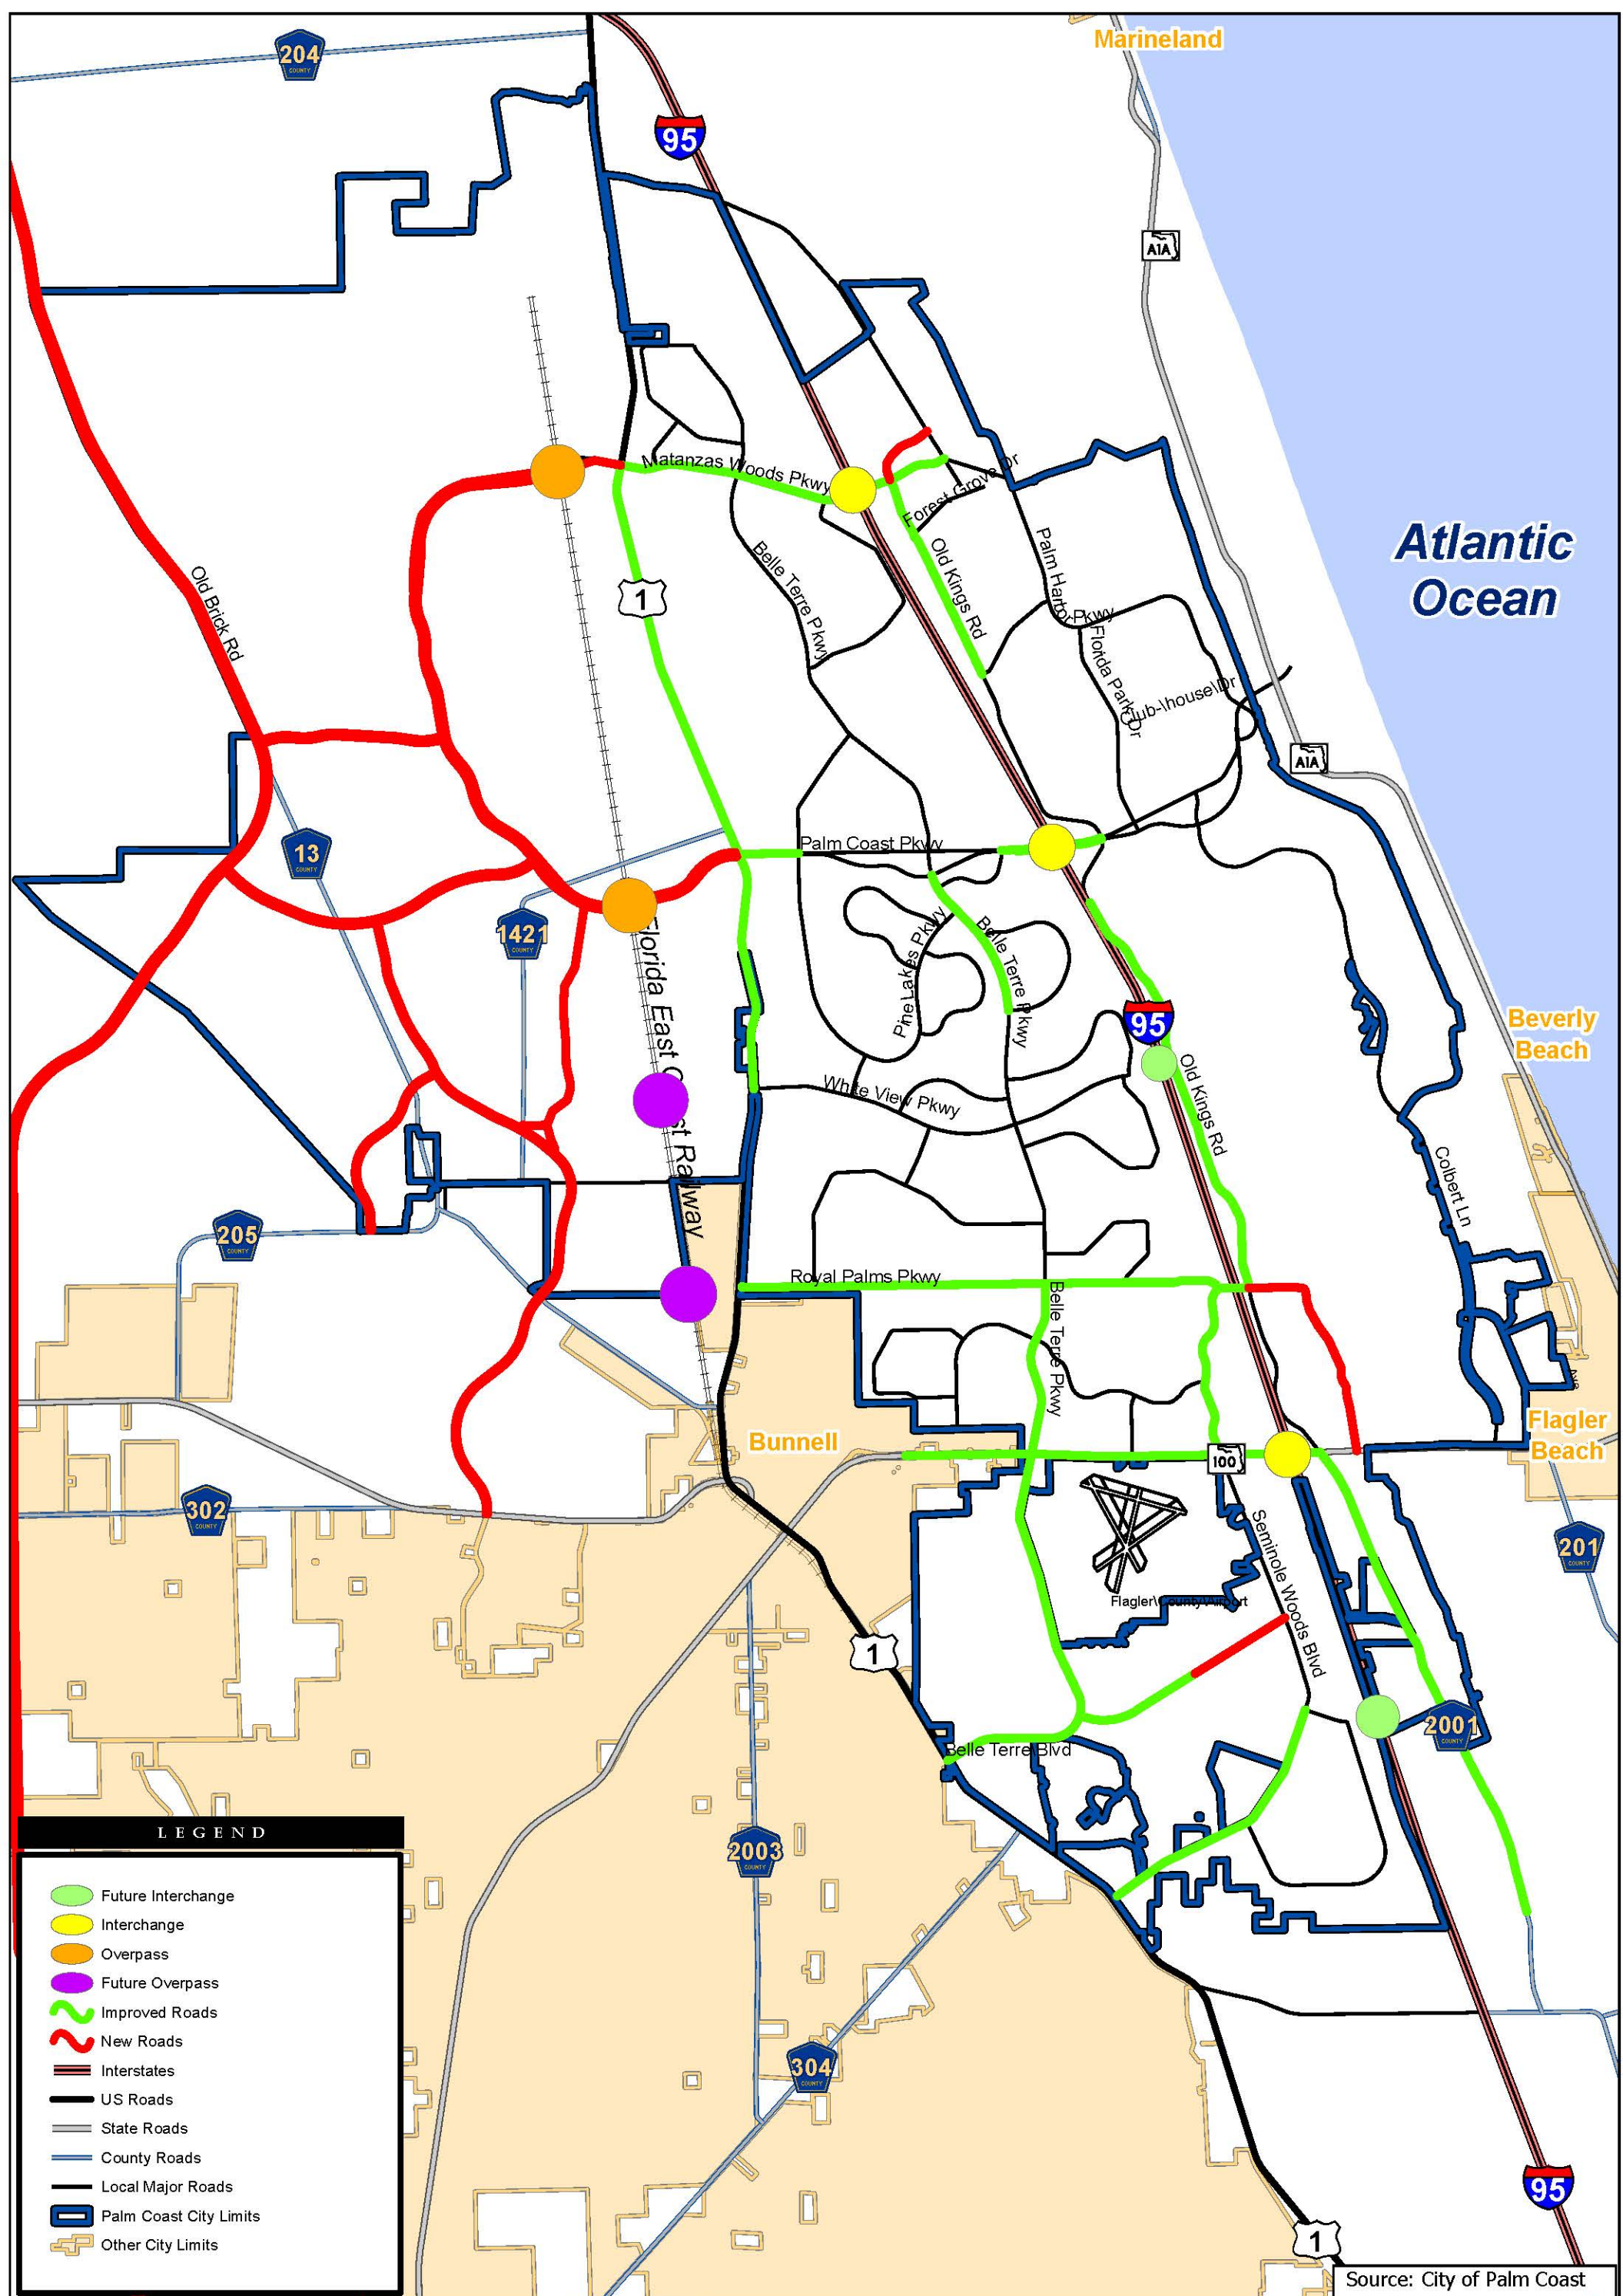 Marineland
204
COUNTY
95
A1A
Matanzas Woods Pkwy
Forest Grove Dr
Atlantic
Ocean
Old Brick Rd
1
Belle Terre Pkwy
Old Kings Rd
Palm Harbor Pkwy
Florida Park Dr
Club-\house\Dr
A1A
13
COUNTY
Palm Coast Pkwy
1421
COUNTY
Florida East Coast Railway
Pine Lakes Pkwy
Belle Terre Pkwy
95
Beverly
Beach
Old Kings Rd
White View Pkwy
Colbert Ln
205
COUNTY
Royal Palms Pkwy
Belle Terre Pkwy
Ave
Flagler
Beach
Bunnell
100
302
COUNTY
201
COUNTY
Seminole Woods Blvd
Flagler\County\Airport
1
2001
COUNTY
Belle Terre Blvd
2003
COUNTY
304
COUNTY
95
1
LEGEND
Future Interchange
Interchange
Overpass
Future Overpass
Improved Roads
New Roads
Interstates
US Roads
State Roads
County Roads
Local Major Roads
Palm Coast City Limits
Other City Limits
Source: City of Palm Coast